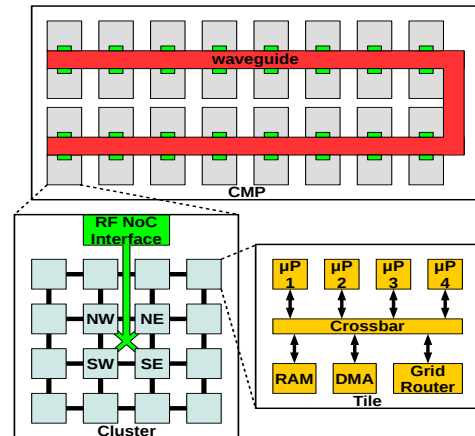 waveguide
CMP
RF NoC
Interface
NW NE
SW SE
Cluster
µP µP µP µP
1 2 3 4
Crossbar
RAM DMA Grid
Router
Tile